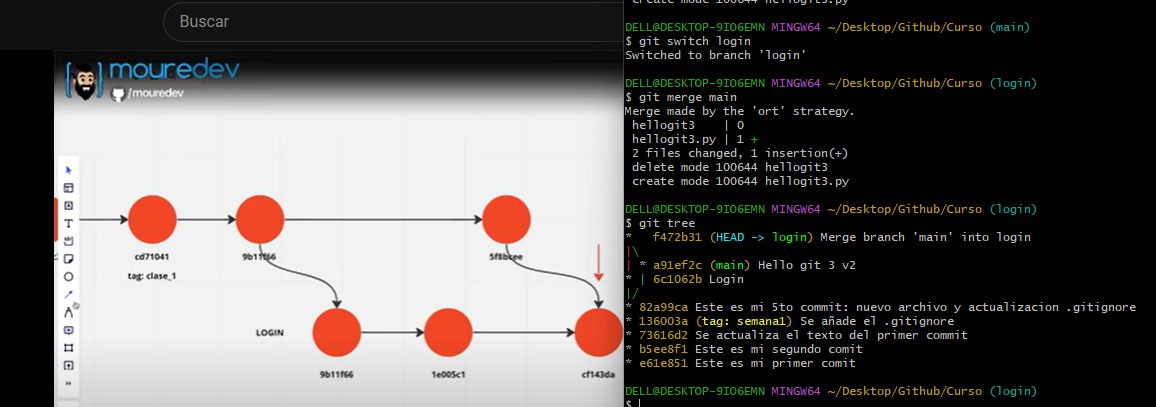 Buscar
mouredev
/mouredev
cd71041
tag: clase_1
9b11f66
5f8bcee
LOGIN
9b11f66
1e005c1
cf143da
create mode 100644 hellogit3.py
DELL@DESKTOP-9IO6EMN MINGW64 ~/Desktop/Github/Curso (main)
$ git switch login
Switched to branch 'login'
DELL@DESKTOP-9IO6EMN MINGW64 ~/Desktop/Github/Curso (login)
$ git merge main
Merge made by the 'ort' strategy.
 hellogit3    | 0
 hellogit3.py | 1 +
 2 files changed, 1 insertion(+)
 delete mode 100644 hellogit3
 create mode 100644 hellogit3.py
DELL@DESKTOP-9IO6EMN MINGW64 ~/Desktop/Github/Curso (login)
$ git tree
*   f472b31 (HEAD -> login) Merge branch 'main' into login
|\
| * a91ef2c (main) Hello git 3 v2
* | 6c1062b Login
|/
* 82a99ca Este es mi 5to commit: nuevo archivo y actualizacion .gitignore
* 136003a (tag: semana1) Se añade el .gitignore
* 73616d2 Se actualiza el texto del primer commit
* b5ee8f1 Este es mi segundo comit
* e61e851 Este es mi primer comit
DELL@DESKTOP-9IO6EMN MINGW64 ~/Desktop/Github/Curso (login)
$